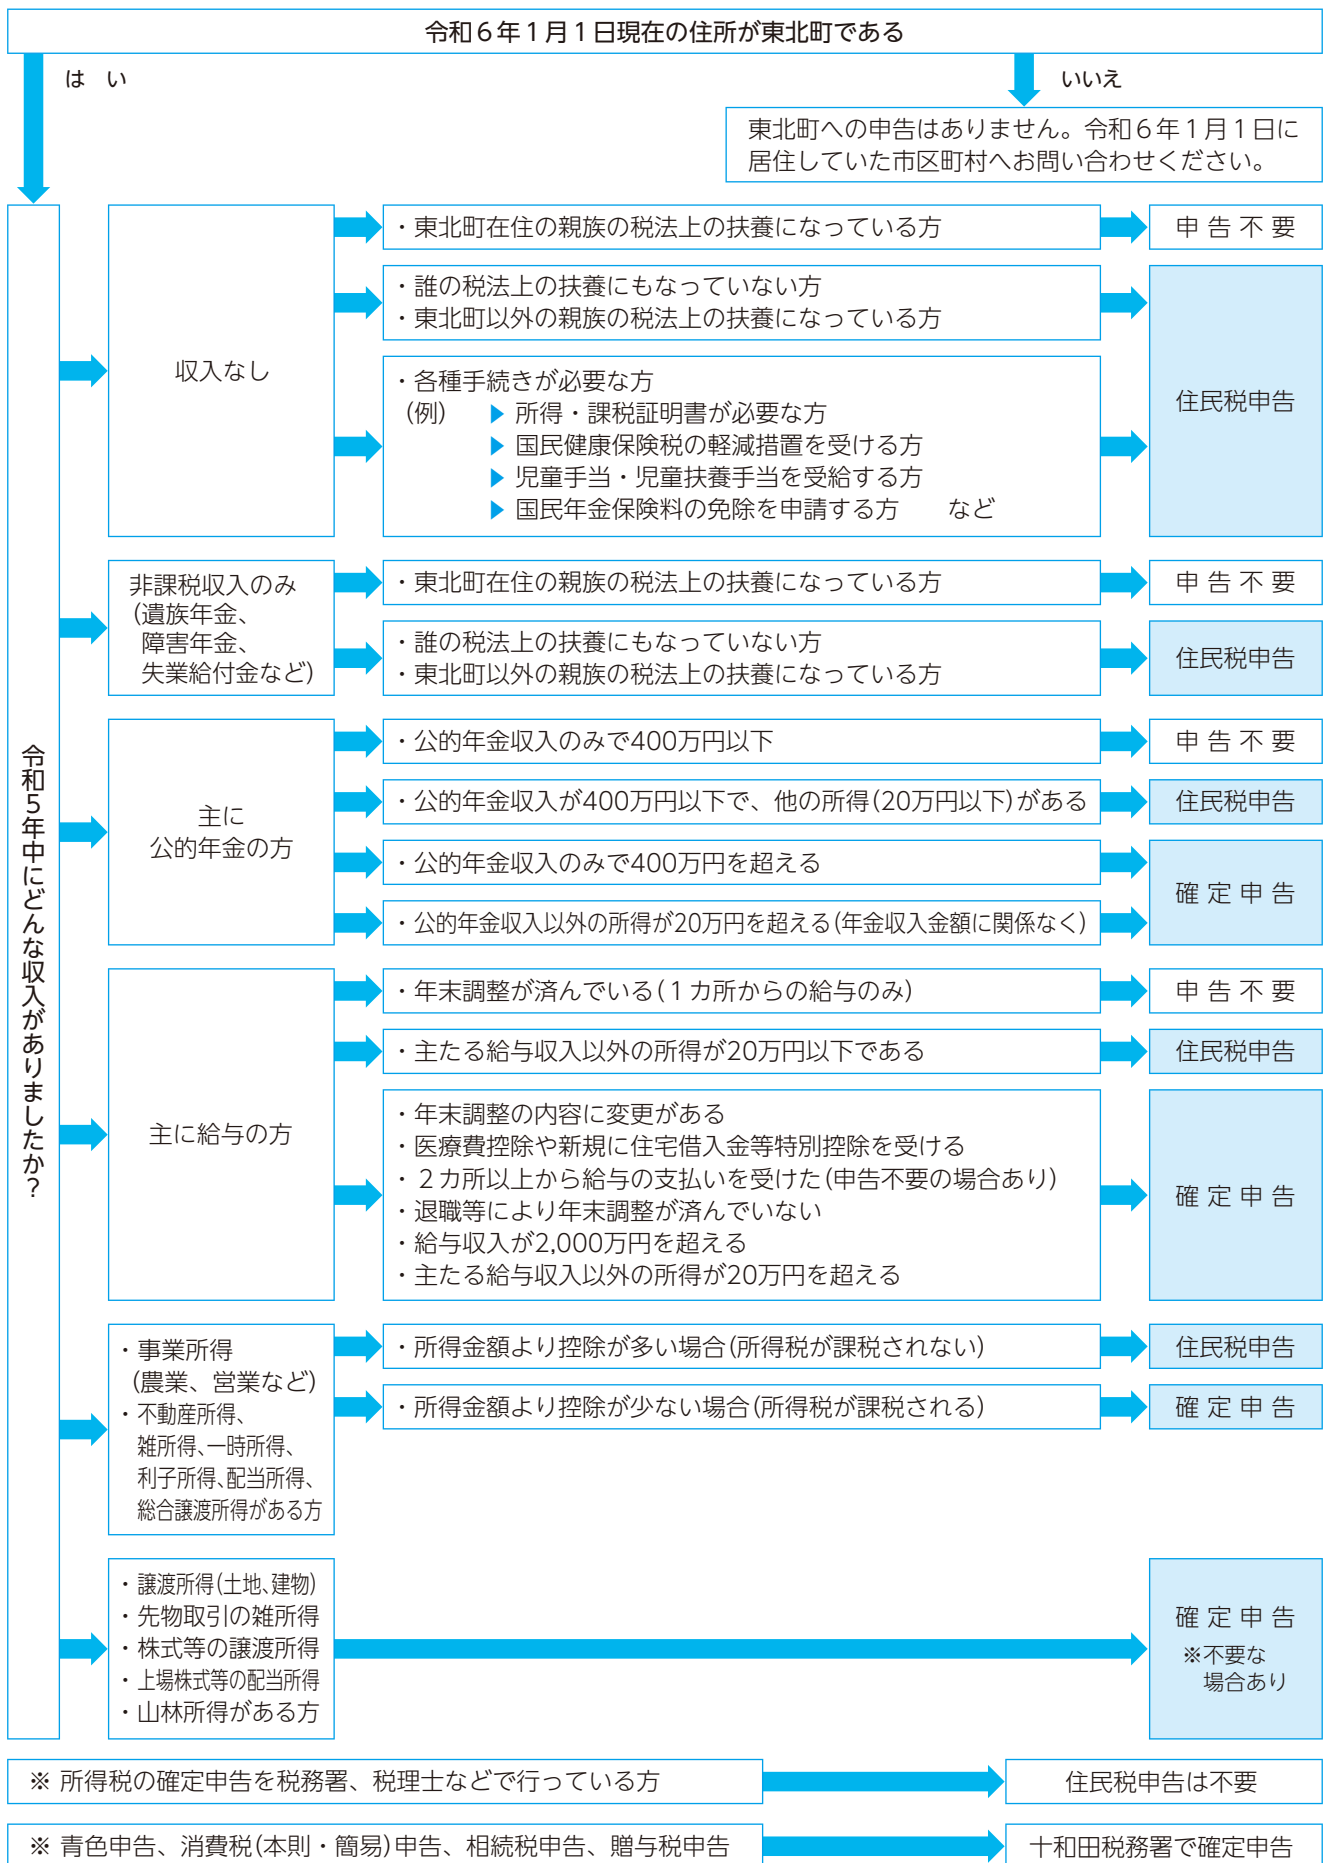 令和６年１月１日現在の住所が東北町である
は い
いいえ
東北町への申告はありません。令和６年１月１日に
居住していた市区町村へお問い合わせください。
令和５年中にどんな収入がありましたか？
収入なし
・東北町在住の親族の税法上の扶養になっている方
申告不要
・誰の税法上の扶養にもなっていない方
・東北町以外の親族の税法上の扶養になっている方
・各種手続きが必要な方
(例) ▶ 所得・課税証明書が必要な方
▶ 国民健康保険税の軽減措置を受ける方
▶ 児童手当・児童扶養手当を受給する方
▶ 国民年金保険料の免除を申請する方 など
住民税申告
非課税収入のみ
(遺族年金、
障害年金、
失業給付金など)
・東北町在住の親族の税法上の扶養になっている方
申告不要
・誰の税法上の扶養にもなっていない方
・東北町以外の親族の税法上の扶養になっている方
住民税申告
主に
公的年金の方
・公的年金収入のみで400万円以下
申告不要
・公的年金収入が400万円以下で、他の所得(20万円以下)がある
住民税申告
・公的年金収入のみで400万円を超える
・公的年金収入以外の所得が20万円を超える(年金収入金額に関係なく)
確定申告
主に給与の方
・年末調整が済んでいる(１カ所からの給与のみ)
申告不要
・主たる給与収入以外の所得が20万円以下である
住民税申告
・年末調整の内容に変更がある
・医療費控除や新規に住宅借入金等特別控除を受ける
・２カ所以上から給与の支払いを受けた(申告不要の場合あり)
・退職等により年末調整が済んでいない
・給与収入が2,000万円を超える
・主たる給与収入以外の所得が20万円を超える
確定申告
・事業所得
(農業、営業など)
・不動産所得、
雑所得、一時所得、
利子所得、配当所得、
総合譲渡所得がある方
・所得金額より控除が多い場合(所得税が課税されない)
住民税申告
・所得金額より控除が少ない場合(所得税が課税される)
確定申告
・譲渡所得(土地、建物)
・先物取引の雑所得
・株式等の譲渡所得
・上場株式等の配当所得
・山林所得がある方
確定申告
※不要な
場合あり
※ 所得税の確定申告を税務署、税理士などで行っている方
住民税申告は不要
※ 青色申告、消費税(本則・簡易)申告、相続税申告、贈与税申告
十和田税務署で確定申告